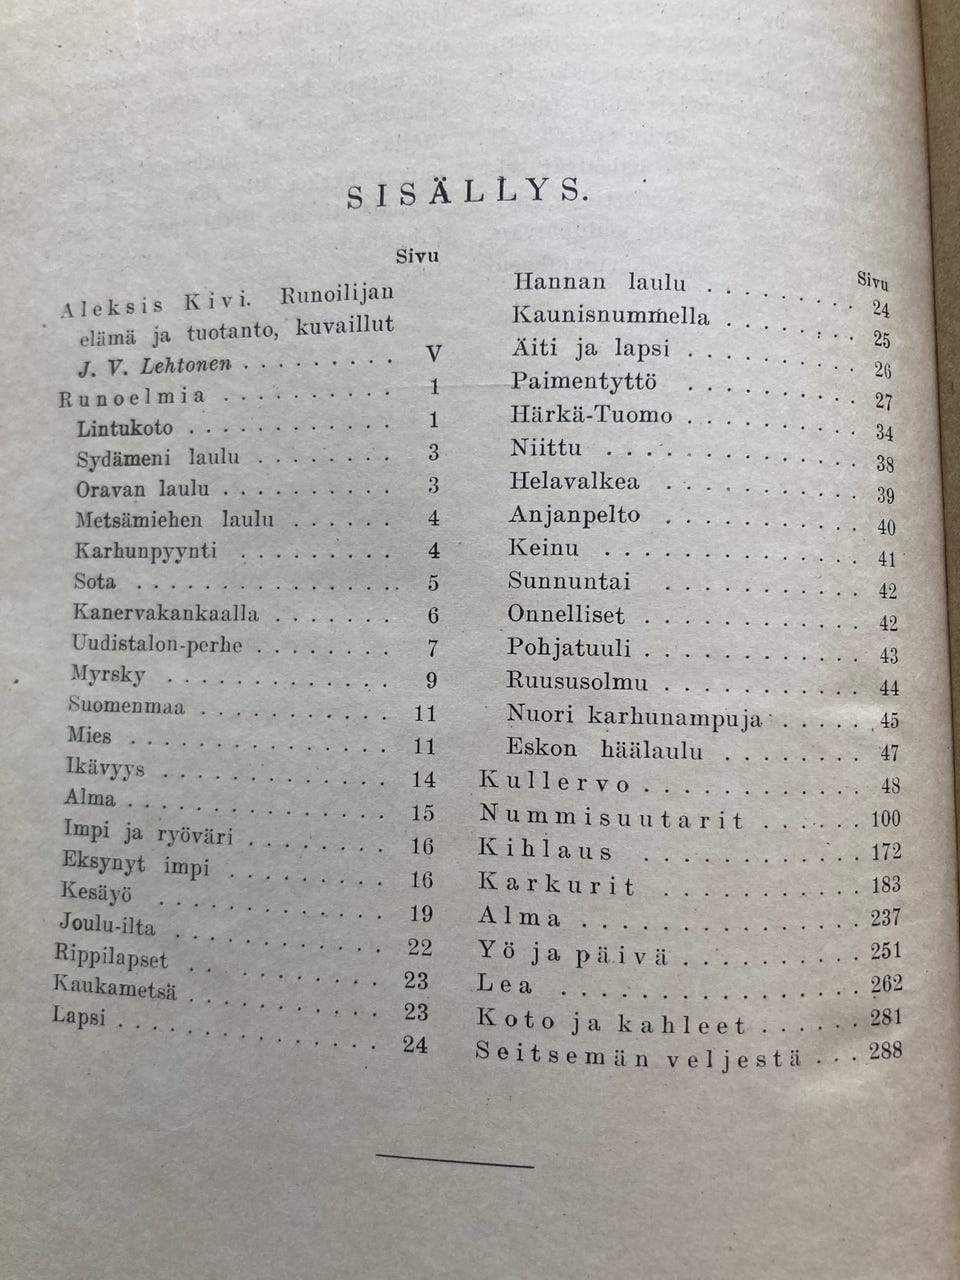 SISÄLLYS.
Sivu
Aleksis Kivi. Runoilijan
elämä ja tuotanto, kuvaillut
J. V. Lehtonen . . . . . . . . V
Runoelmia . . . . . . . . . . 1
Lintukoto . . . . . . . . . . . 1
Sydämeni laulu . . . . . . . . 3
Oravan laulu . . . . . . . . . 3
Metsämiehen laulu . . . . . . 4
Karhunpyynti . . . . . . . . . 4
Sota . . . . . . . . . . . . . . 5
Kanervakankaalla . . . . . . . 6
Uudistalon-perhe . . . . . . . 7
Myrsky . . . . . . . . . . . . 9
Suomenmaa . . . . . . . . . . 11
Mies . . . . . . . . . . . . . . 11
Ikävyys . . . . . . . . . . . . 14
Alma . . . . . . . . . . . . . . 15
Impi ja ryöväri . . . . . . . . 16
Eksynyt impi . . . . . . . . . 16
Kesäyö . . . . . . . . . . . . 19
Joulu-ilta . . . . . . . . . . . 22
Rippilapset . . . . . . . . . . 23
Kaukametsä . . . . . . . . . . 23
Lapsi . . . . . . . . . . . . . . 24
Sivu
Hannan laulu . . . . . . . . . 24
Kaunisnummella . . . . . . . . 25
Äiti ja lapsi . . . . . . . . . . 26
Paimentyttö . . . . . . . . . . 27
Härkä-Tuomo . . . . . . . . . 34
Niittu . . . . . . . . . . . . . 38
Helavalkea . . . . . . . . . . 39
Anjanpelto . . . . . . . . . . 40
Keinu . . . . . . . . . . . . . 41
Sunnuntai . . . . . . . . . . . 42
Onnelliset . . . . . . . . . . . 42
Pohjatuuli . . . . . . . . . . . 43
Ruususolmu . . . . . . . . . . 44
Nuori karhunampuja . . . . . 45
Eskon häälaulu . . . . . . . . 47
Kullervo . . . . . . . . . . . . 48
Nummisuutarit . . . . . . 100
Kihlaus . . . . . . . . . . . . 172
Karkurit . . . . . . . . . . . 183
Alma . . . . . . . . . . . . . . 237
Yö ja päivä . . . . . . . . . . 251
Lea . . . . . . . . . . . . . . . 262
Koto ja kahleet . . . . . . 281
Seitsemän veljestä . . . 288